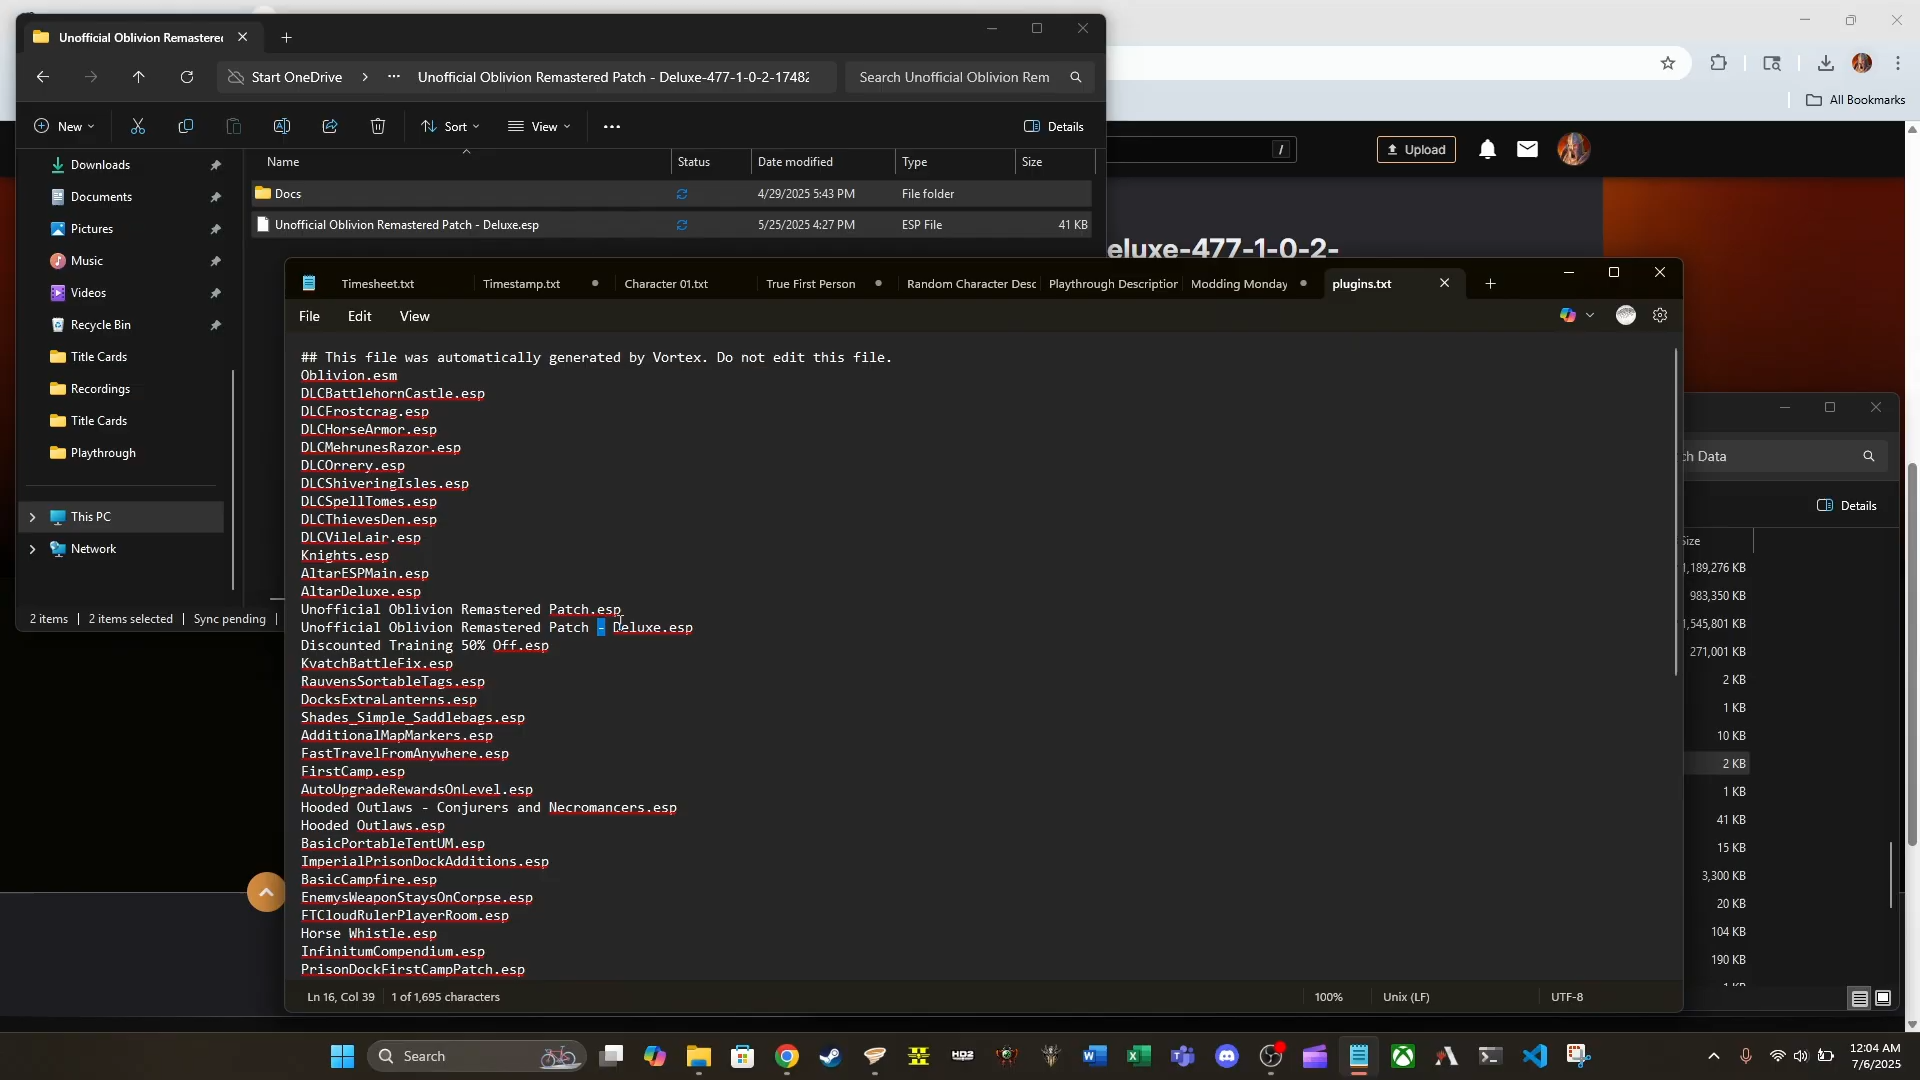 Unofficial Oblivion Remastered
Start OneDrive
Unofficial Oblivion Remastered Patch - Deluxe-477-1-0-2-17482
Search Unofficial Oblivion Rem
All Bookmarks
New
Sort
View
Details
/
Upload
Name
Status
Date modified
Type
Size
Docs
4/29/2025 5:43 PM
File folder
Unofficial Oblivion Remastered Patch - Deluxe.esp
5/25/2025 4:27 PM
ESP File
41 KB
Downloads
Documents
Pictures
Music
Videos
Recycle Bin
Title Cards
Recordings
Title Cards
Playthrough
This PC
Network
2 items
2 items selected
Sync pending
eluxe-477-1-0-2-
Timesheet.txt
Timestamp.txt
Character 01.txt
True First Person
Random Character Desc
Playthrough Description
Modding Monday
plugins.txt
File
Edit
View
## This file was automatically generated by Vortex. Do not edit this file.
Oblivion.esm
DLCBattlehornCastle.esp
DLCFrostcrag.esp
DLCHorseArmor.esp
DLCMehrunesRazor.esp
DLCOrrery.esp
DLCShiveringIsles.esp
DLCSpellTomes.esp
DLCThievesDen.esp
DLCVileLair.esp
Knights.esp
AltarESPMain.esp
AltarDeluxe.esp
Unofficial Oblivion Remastered Patch.esp
Unofficial Oblivion Remastered Patch - Deluxe.esp
Discounted Training 50% Off.esp
KvatchBattleFix.esp
RauvensSortableTags.esp
DocksExtraLanterns.esp
Shades_Simple_Saddlebags.esp
AdditionalMapMarkers.esp
FastTravelFromAnywhere.esp
FirstCamp.esp
AutoUpgradeRewardsOnLevel.esp
Hooded Outlaws - Conjurers and Necromancers.esp
Hooded Outlaws.esp
BasicPortableTentUM.esp
ImperialPrisonDockAdditions.esp
BasicCampfire.esp
EnemysWeaponStaysOnCorpse.esp
FTCloudRulerPlayerRoom.esp
Horse Whistle.esp
InfinitumCompendium.esp
PrisonDockFirstCampPatch.esp
Ln 16, Col 39
1 of 1,695 characters
100%
Unix (LF)
UTF-8
ch Data
Details
Size
1,189,276 KB
983,350 KB
1,545,801 KB
271,001 KB
2 KB
1 KB
10 KB
2 KB
1 KB
41 KB
15 KB
3,300 KB
20 KB
104 KB
190 KB
1 KB
Search
HD2
12:04 AM
7/6/2025